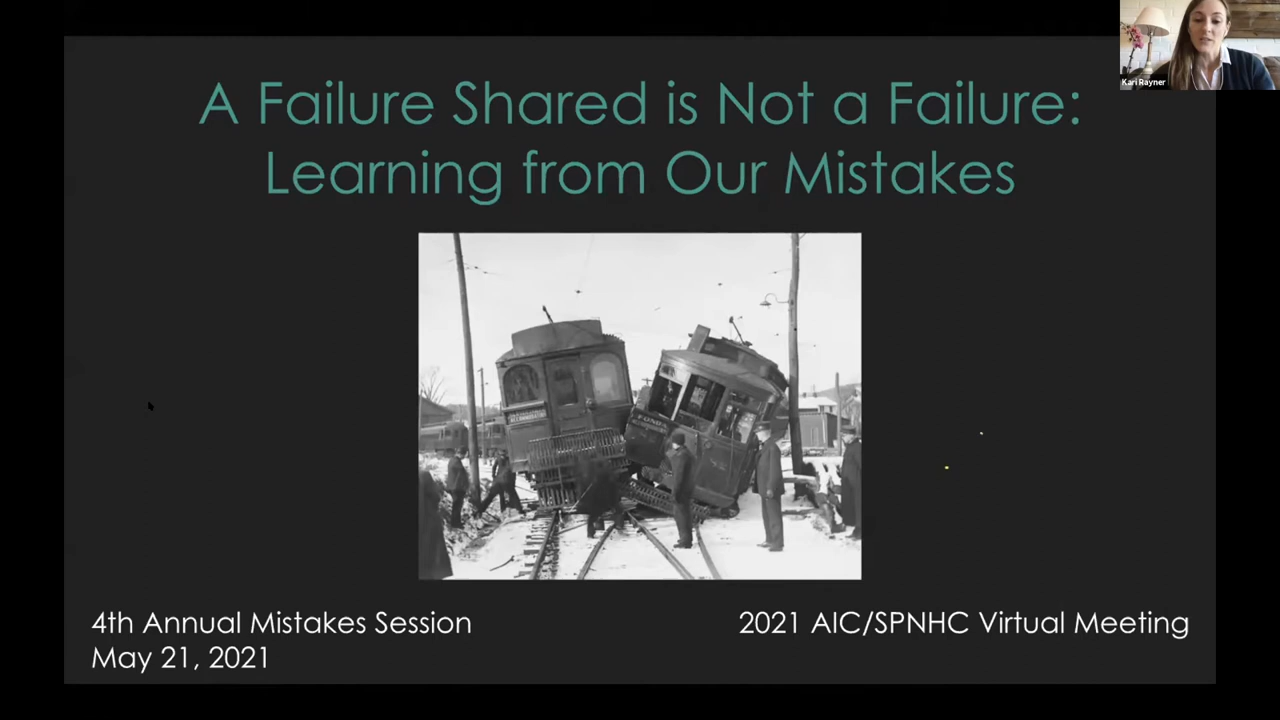 Kari Rayner
A Failure Shared is Not a Failure:
Learning from Our Mistakes
FONDA
4th Annual Mistakes Session
May 21, 2021
2021 AIC/SPNHC Virtual Meeting